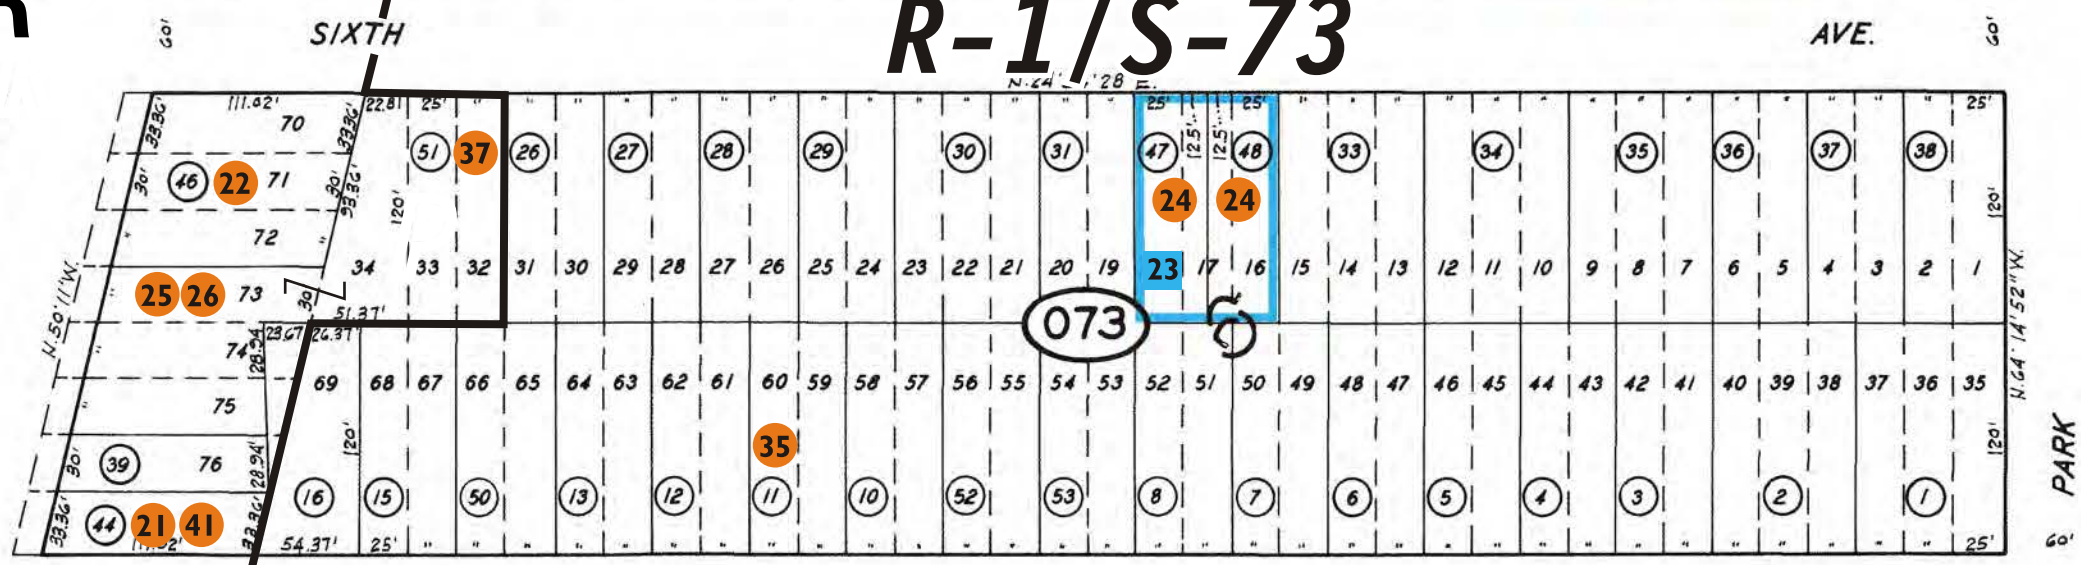 R-1/S-73
60' SIXTH AVE. 60'
111.02' 22.81 25' " " " " " " " " " " " " " " 25' 25' " " " " " " " " " " " " " " 25'
33.36' 70 33.36'
12.5' 12.5'
51 37 26 27 28 29 30 31 47 48 33 34 35 36 37 38
30' 46 22 71 30' 93.36'
24 24
120' 120'
" 72 "
34 33 32 31 30 29 28 27 26 25 24 23 22 21 20 19 23 17 16 15 14 13 12 11 10 9 8 7 6 5 4 3 2 1
" 25 26 73 30'
51.37'
N.50°11"W. N.64°14'52"W.
073
23.67 26.37'
" 74 28.94
69 68 67 66 65 64 63 62 61 60 59 58 57 56 55 54 53 52 51 50 49 48 47 46 45 44 43 42 41 40 39 38 37 36 35
" 75
120' 35 120'
30' 39 76 28.94"
PARK
16 15 50 13 12 11 10 52 53 8 7 6 5 4 3 2 1
33.36' 44 21 41 33.36'
54.37' 25' " " " " " " " " " " " " " " " " " " " " " " " " " " " " " " " " 25' 60'